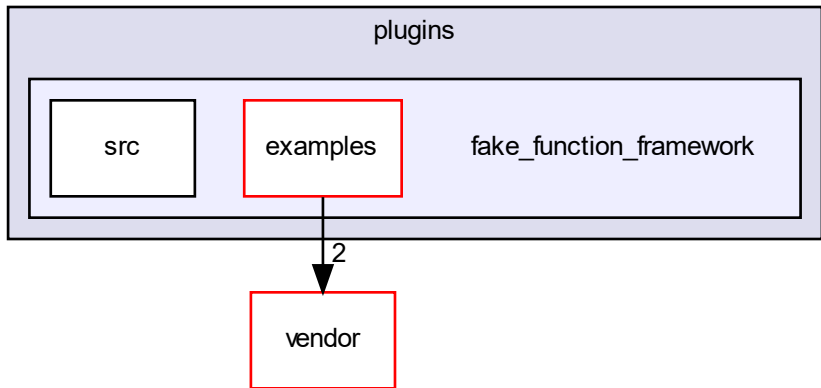 plugins
src
examples
fake_function_framework
2
vendor